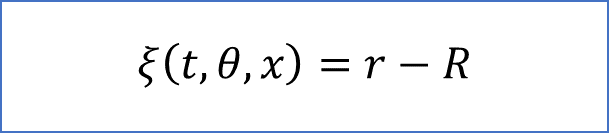 ξ(t, θ, x) = r − R